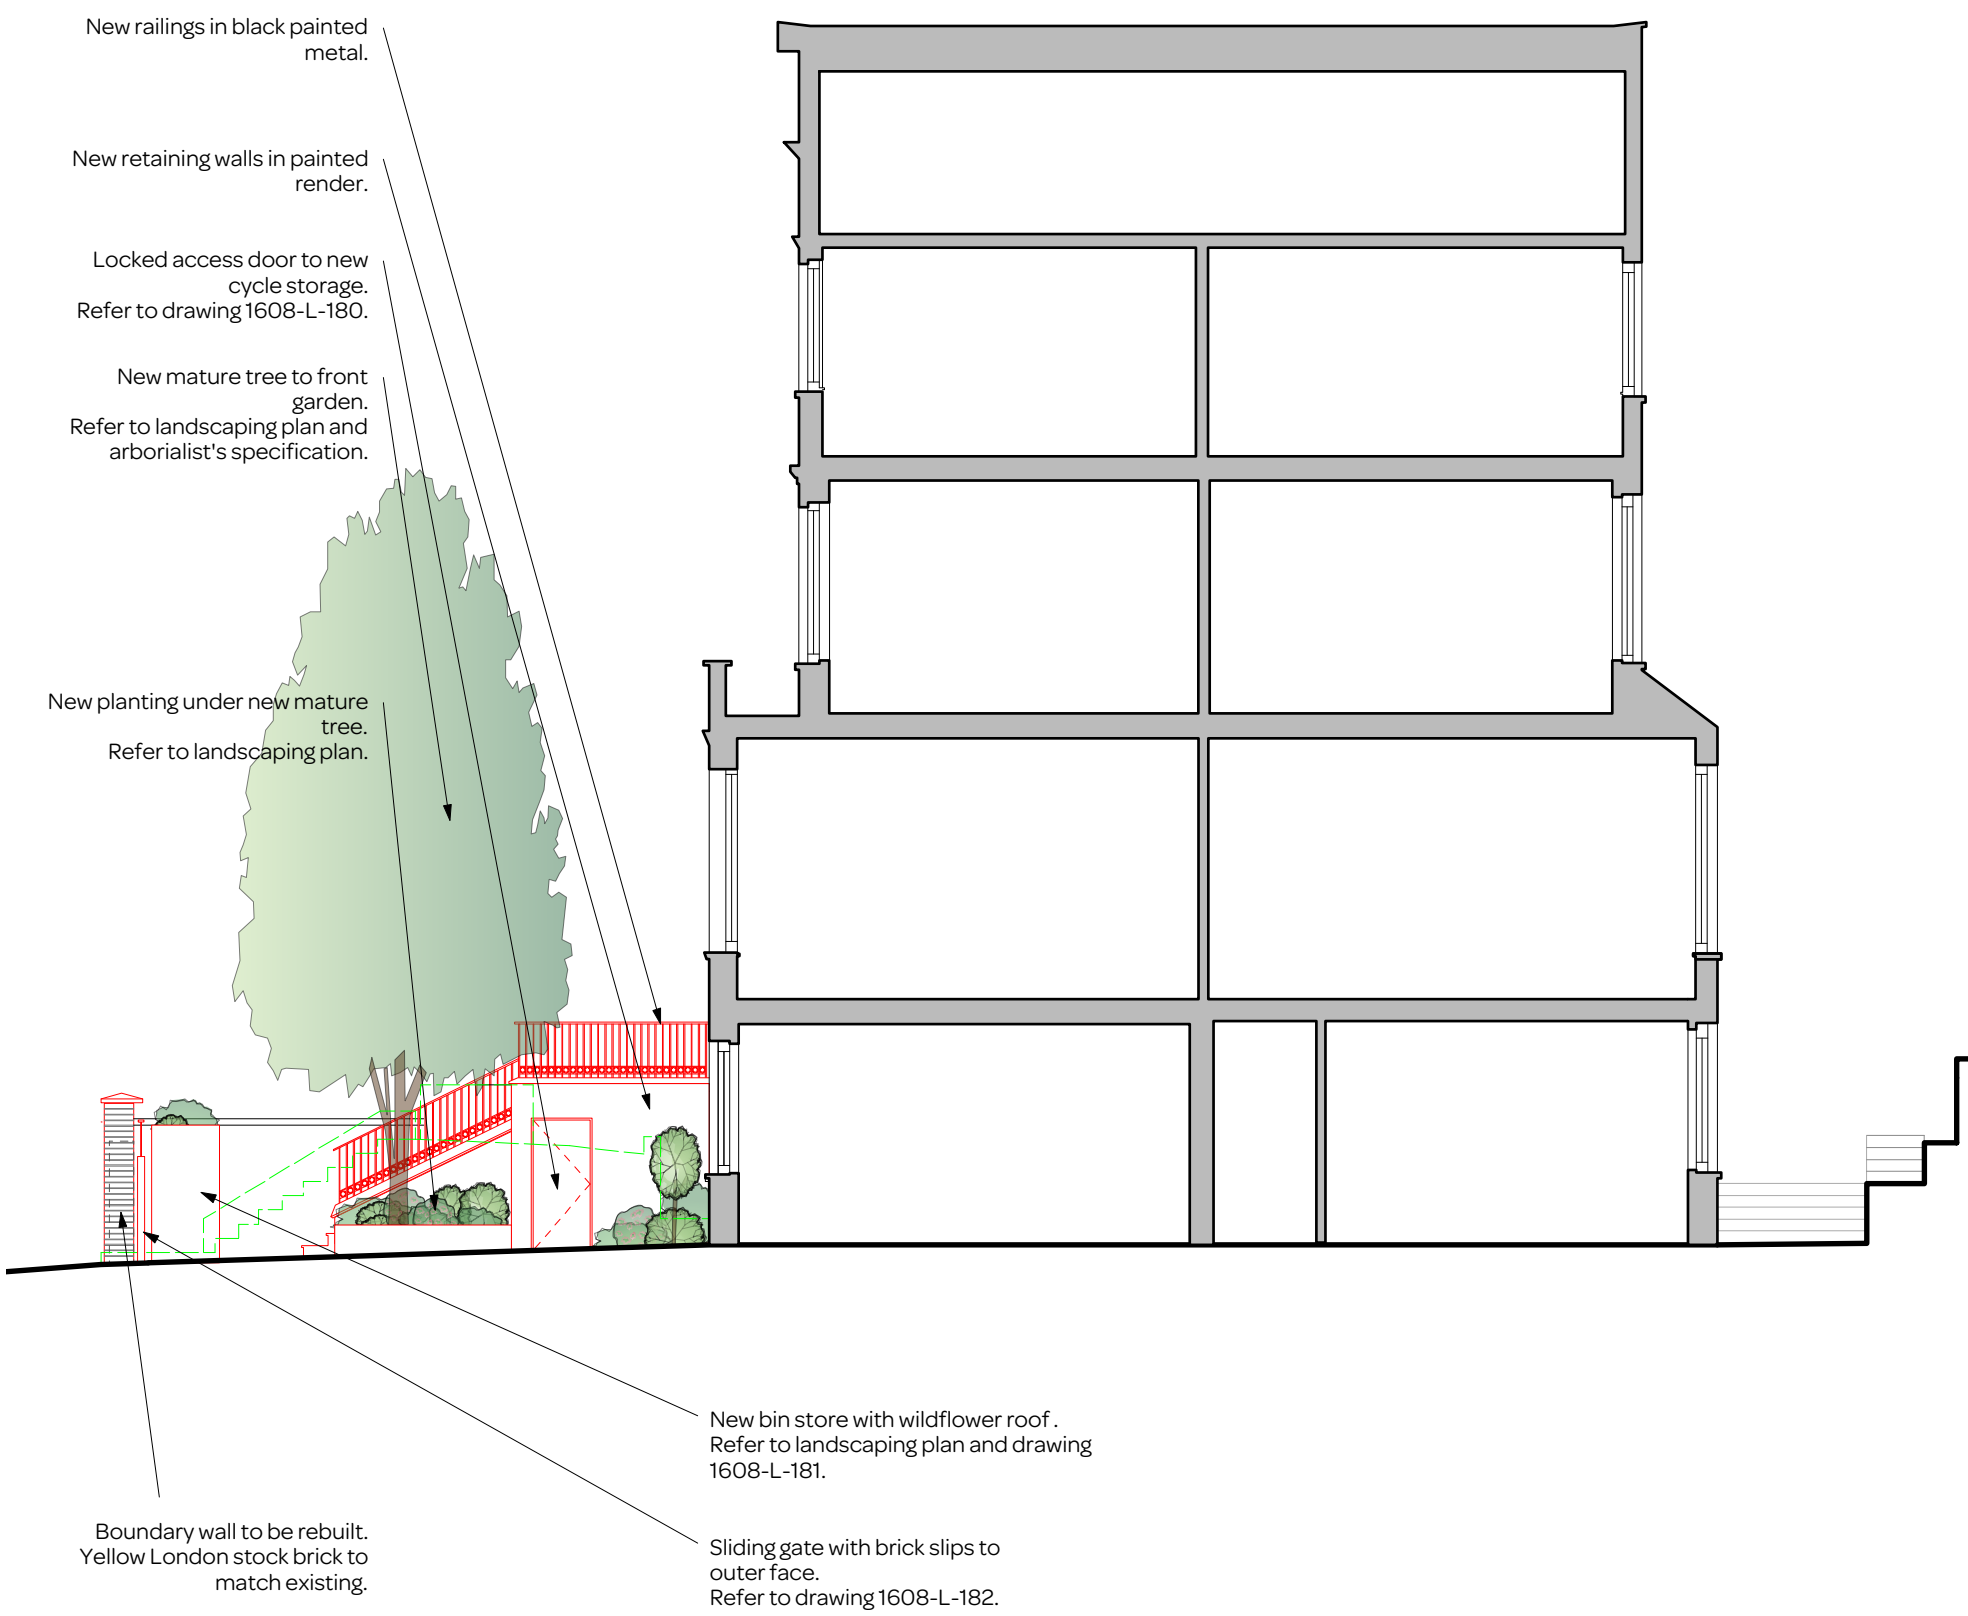 New railings in black painted
metal.
New retaining walls in painted
render.
Locked access door to new
cycle storage.
Refer to drawing 1608-L-180.
New mature tree to front
garden.
Refer to landscaping plan and
arborialist's specification.
New planting under new mature
tree.
Refer to landscaping plan.
New bin store with wildflower roof .
Refer to landscaping plan and drawing
1608-L-181.
Boundary wall to be rebuilt.
Yellow London stock brick to
match existing.
Sliding gate with brick slips to
outer face.
Refer to drawing 1608-L-182.